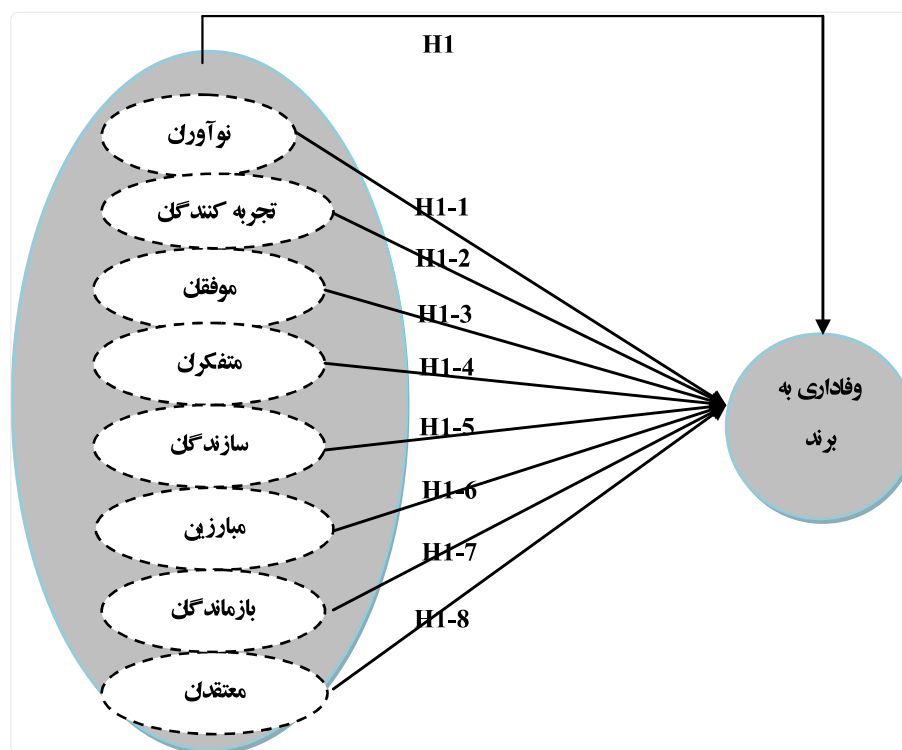 H1
نوآوران
تجربه کنندگان
موفقان
متفکران
سازندگان
مبارزین
بازماندگان
معتقدان
H1-1
H1-2
H1-3
H1-4
H1-5
H1-6
H1-7
H1-8
وفاداری به
برند